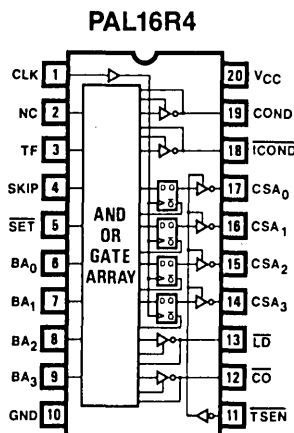 PAL16R4
CLK 1 20 VCC
NC 2 19 COND
TF 3 18 ICOND
SKIP 4 D Q 17 CSA0
SET 5 D Q 16 CSA1
AND
OR
GATE
ARRAY
BA0 6 D Q 15 CSA2
BA1 7 D Q 14 CSA3
BA2 8 13 LD
BA3 9 12 CO
GND 10 11 TSEN